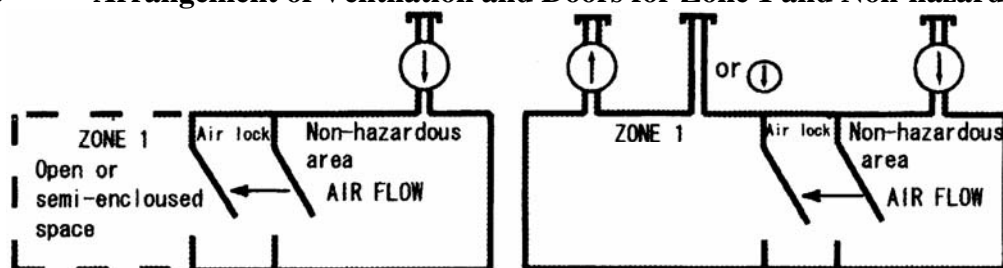 Arrangement of Ventilation and Doors for Zone 1 and Non-hazard
or
ZONE 1
Air lock
Non-hazardous
area
Open or
semi-encloused
space
AIR FLOW
ZONE 1
Air lock
Non-hazardous
area
AIR FLOW